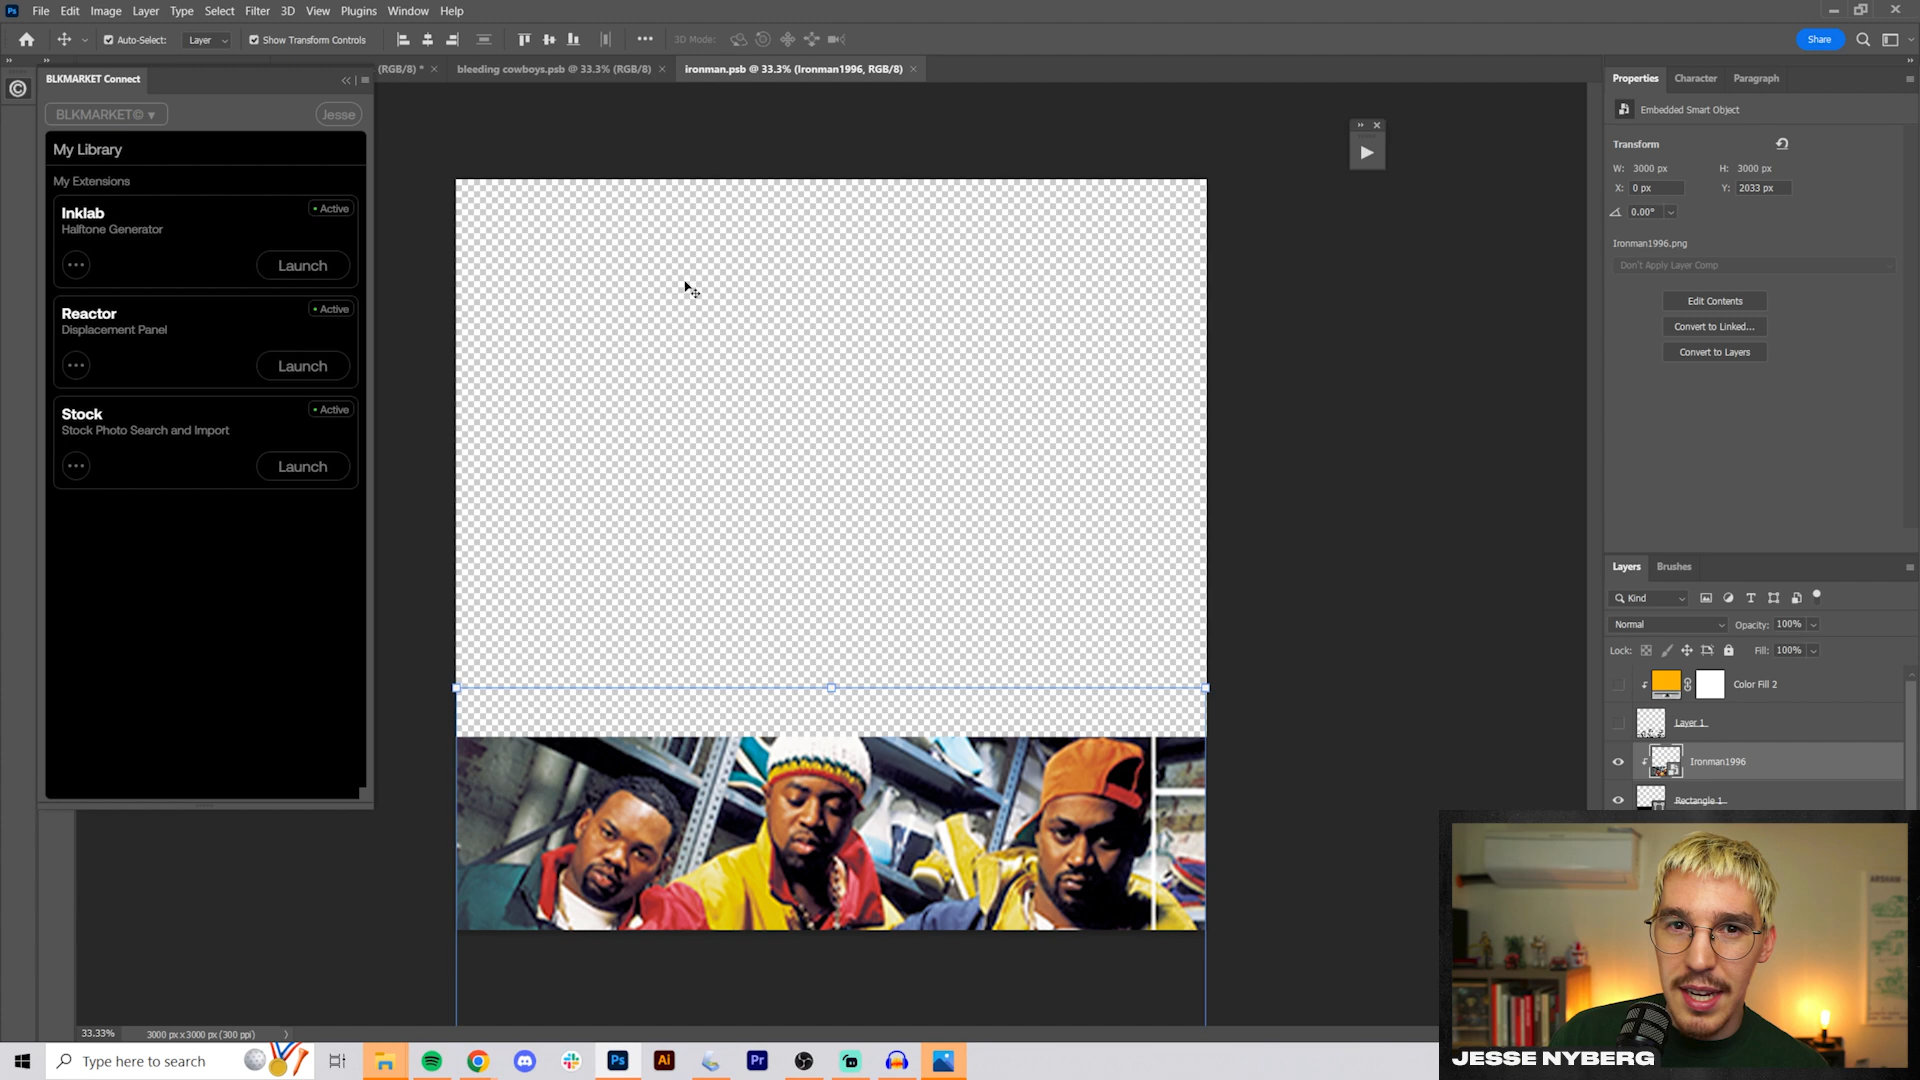 Ps File Edit Image Layer Type Select Filter 3D View Plugins Window Help
Auto-Select: Layer Show Transform Controls 3D Mode: Share
BLKMARKET Connect
(RGB/8) * bleeding cowboys.psb @ 33.3% (RGB/8) ironman.psb @ 33.3% (Ironman1996, RGB/8)
BLKMARKET© Jesse
My Library
My Extensions
Inklab Active
Halftone Generator
Launch
Reactor Active
Displacement Panel
Launch
Stock Active
Stock Photo Search and Import
Launch
Properties Character Paragraph
Embedded Smart Object
Transform
W: 3000 px H: 3000 px
X: 0 px Y: 2033 px
0.00°
Ironman1996.png
Don't Apply Layer Comp
Edit Contents
Convert to Linked...
Convert to Layers
Layers Brushes
Kind
Normal Opacity: 100%
Lock: Fill: 100%
Color Fill 2
Layer 1
Ironman1996
Rectangle 1
33.33% 3000 px x 3000 px (300 ppi)
Type here to search
Ps Ai Pr
ARSHAM
JESSE NYBERG